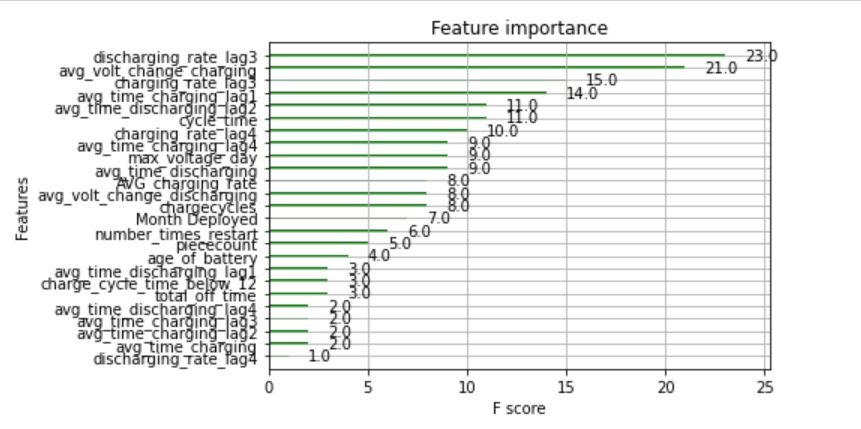 Feature importance
discharging_rate_lag3 23.0
avg_volt_change_charging 21.0
charging_rate_lag3 15.0
avg_time_charging_lag1 14.0
avg_time_discharging_lag2 11.0
cycle_time 11.0
charging_rate_lag4 10.0
avg_time_charging_lag4 9.0
max_voltage_day 9.0
avg_time_discharging 9.0
AVG charging_rate 8.0
avg_volt_change_discharging 8.0
chargecycles 8.0
Month Deployed 7.0
number_times_restart 6.0
piececount 5.0
age_of_battery 4.0
avg_time_discharging_lag1 3.0
charge_cycle_time_below_12 3.0
total_off_time 3.0
avg_time_discharging_lag4 2.0
avg_time_charging_lag3 2.0
avg_time_charging_lag2 2.0
avg_time_charging 2.0
discharging_rate_lag4 1.0
Features
0 5 10 15 20 25
F score